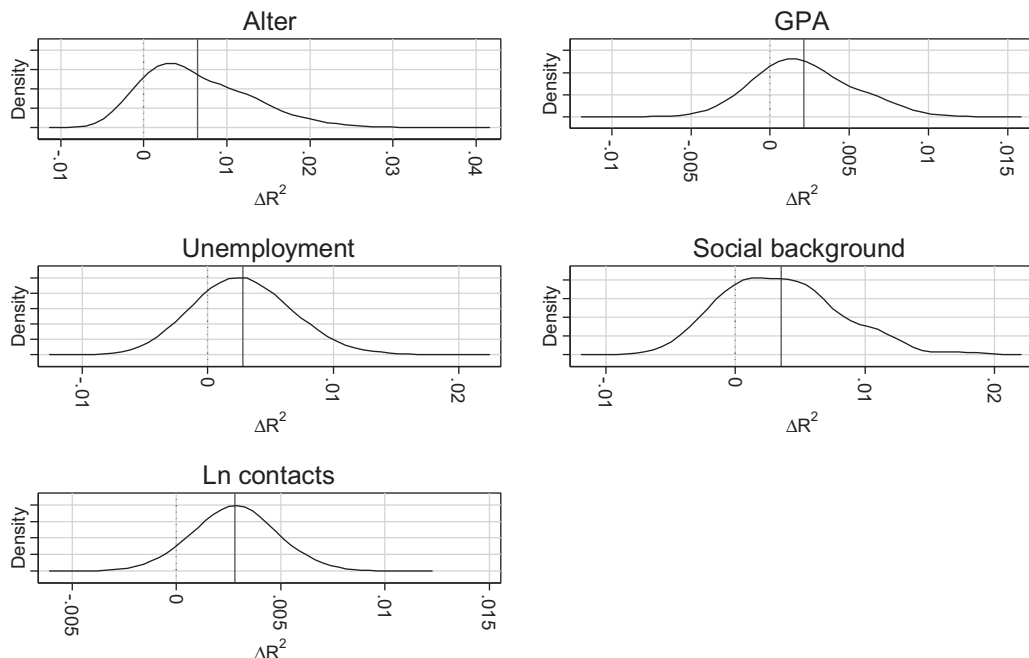 Alter
Density
-.01 0 .01 .02 .03 .04
ΔR²
GPA
Density
-.01 -.005 0 .005 .01 .015
ΔR²
Unemployment
Density
-.01 0 .01 .02
ΔR²
Social background
Density
-.01 0 .01 .02
ΔR²
Ln contacts
Density
-.005 0 .005 .01 .015
ΔR²